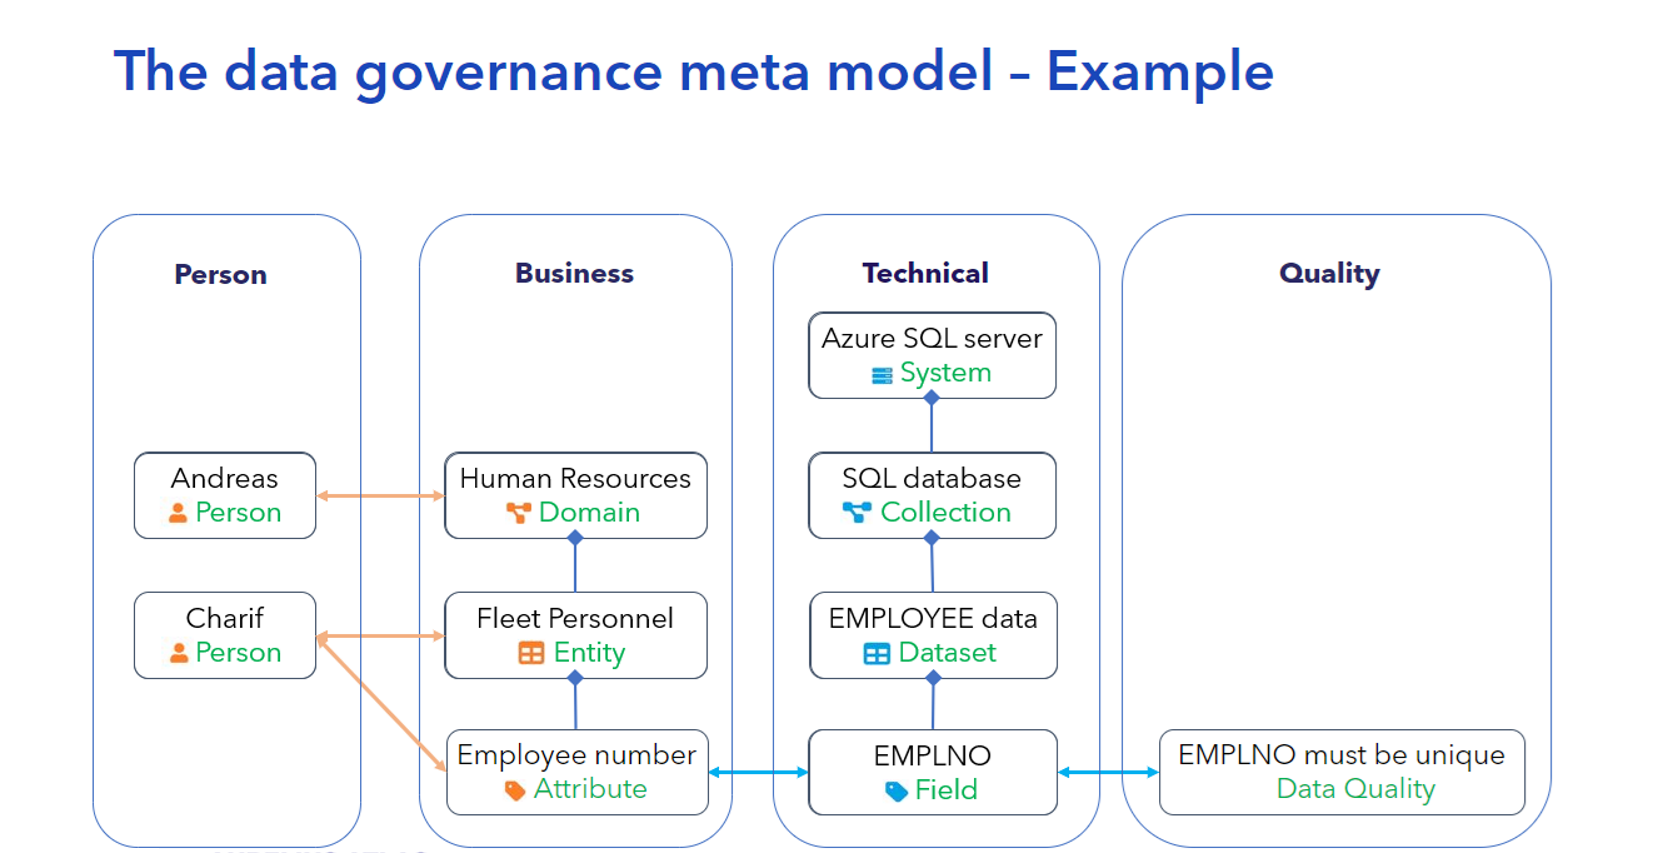 The data governance meta model – Example
Person
Andreas
Person
Charif
Person
Business
Human Resources
Domain
Fleet Personnel
Entity
Employee number
Attribute
Technical
Azure SQL server
System
SQL database
Collection
EMPLOYEE data
Dataset
EMPLNO
Field
Quality
EMPLNO must be unique
Data Quality